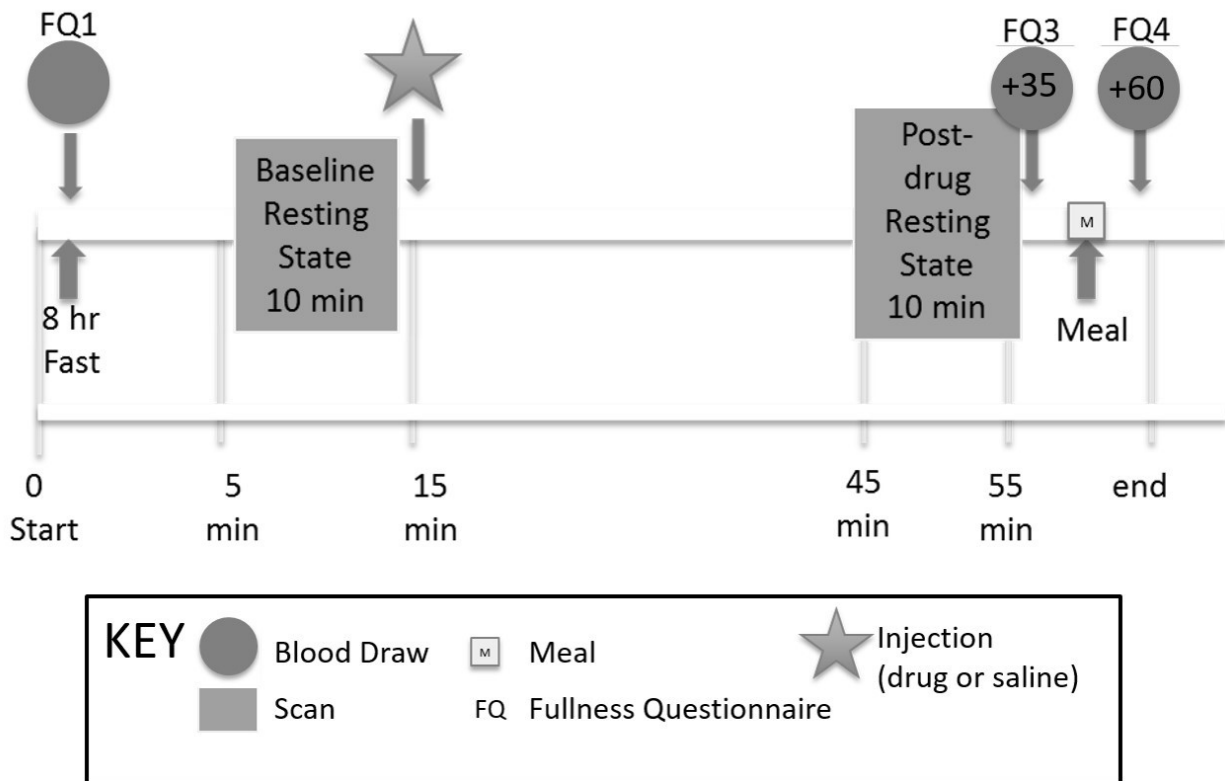 FQ1
FQ3
FQ4
+35
+60
Baseline
Resting
State
10 min
Post-
drug
Resting
State
10 min
M
8 hr
Fast
Meal
0
Start
5
min
15
min
45
min
55
min
end
KEY
Blood Draw
M
Meal
Injection
(drug or saline)
Scan
FQ
Fullness Questionnaire